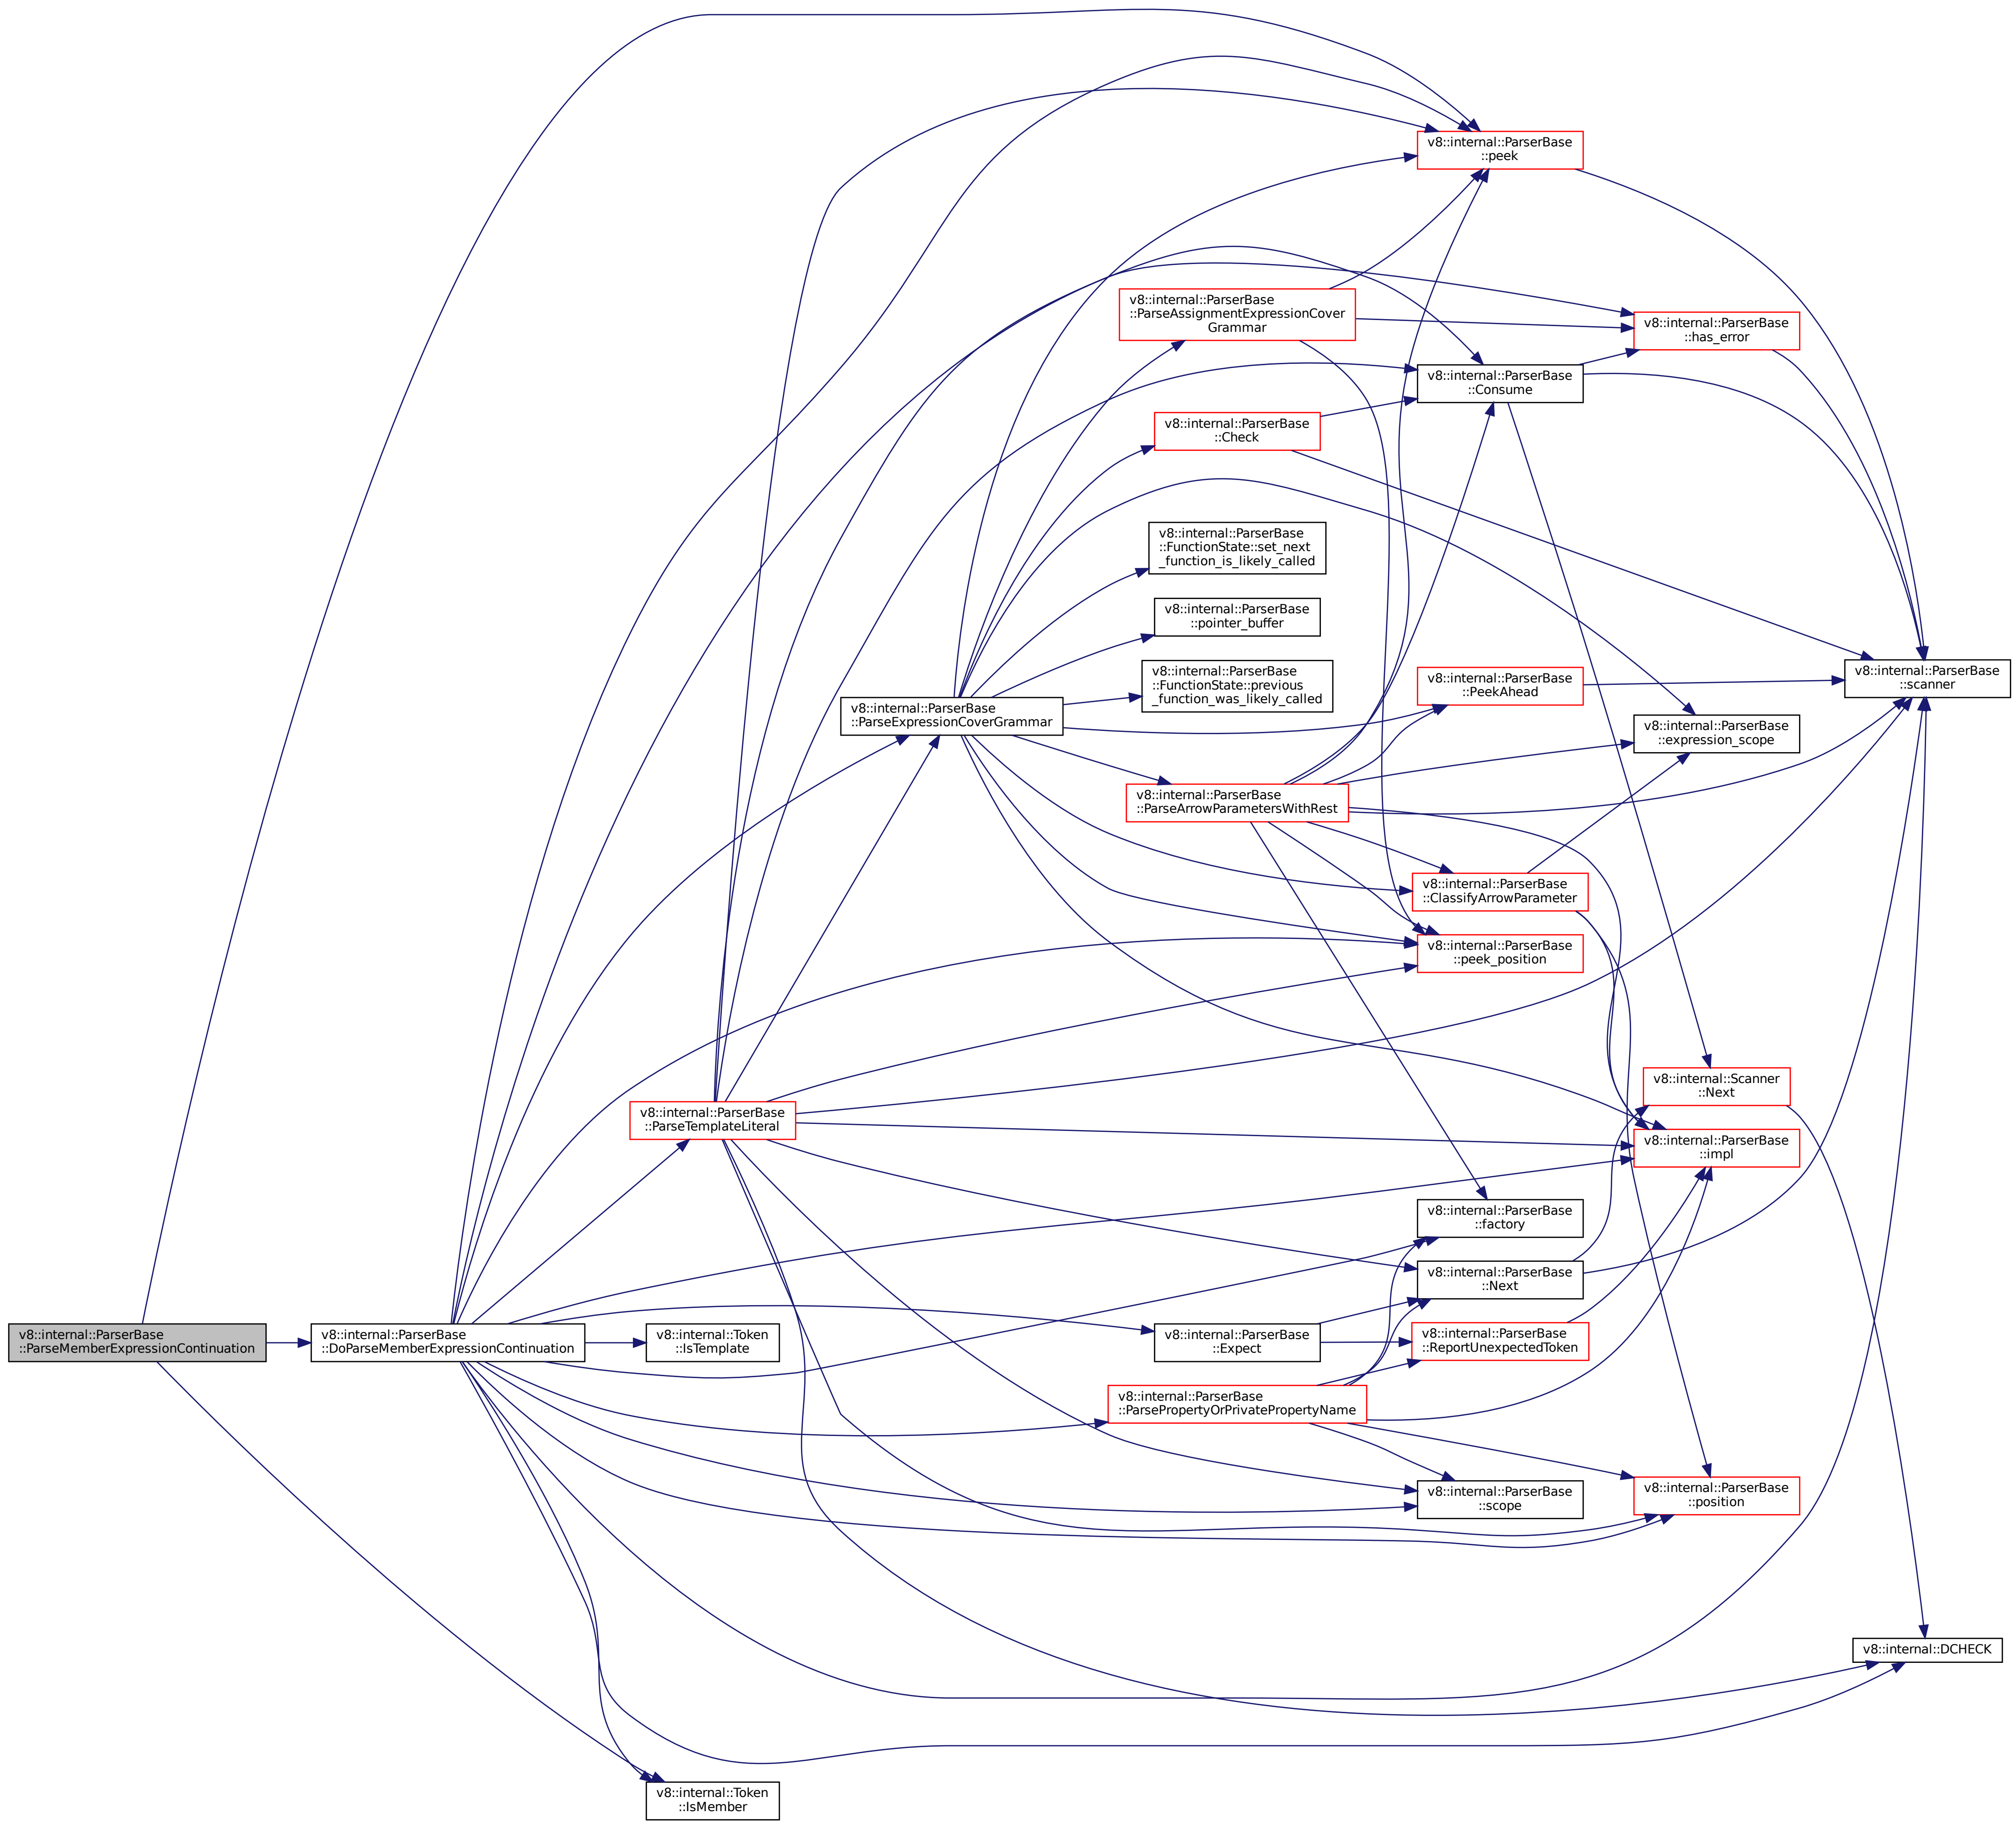 v8::internal::ParserBase
::peek
v8::internal::ParserBase
::ParseAssignmentExpressionCover
Grammar
v8::internal::ParserBase
::has_error
v8::internal::ParserBase
::Consume
v8::internal::ParserBase
::Check
v8::internal::ParserBase
::FunctionState::set_next
_function_is_likely_called
v8::internal::ParserBase
::pointer_buffer
v8::internal::ParserBase
::FunctionState::previous
_function_was_likely_called
v8::internal::ParserBase
::PeekAhead
v8::internal::ParserBase
::scanner
v8::internal::ParserBase
::ParseExpressionCoverGrammar
v8::internal::ParserBase
::expression_scope
v8::internal::ParserBase
::ParseArrowParametersWithRest
v8::internal::ParserBase
::ClassifyArrowParameter
v8::internal::ParserBase
::peek_position
v8::internal::Scanner
::Next
v8::internal::ParserBase
::ParseTemplateLiteral
v8::internal::ParserBase
::impl
v8::internal::ParserBase
::factory
v8::internal::ParserBase
::Next
v8::internal::ParserBase
::ParseMemberExpressionContinuation
v8::internal::ParserBase
::DoParseMemberExpressionContinuation
v8::internal::Token
::IsTemplate
v8::internal::ParserBase
::Expect
v8::internal::ParserBase
::ReportUnexpectedToken
v8::internal::ParserBase
::ParsePropertyOrPrivatePropertyName
v8::internal::ParserBase
::scope
v8::internal::ParserBase
::position
v8::internal::DCHECK
v8::internal::Token
::IsMember